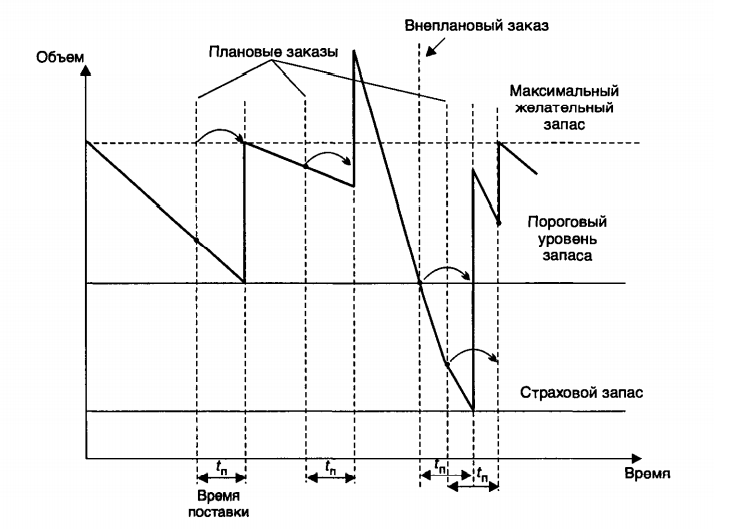 Внеплановый заказ
Плановые заказы
Объем
Максимальный
желательный
запас
Пороговый
уровень
запаса
Страховой запас
tп
tп
tп
tп
Время
Время
поставки